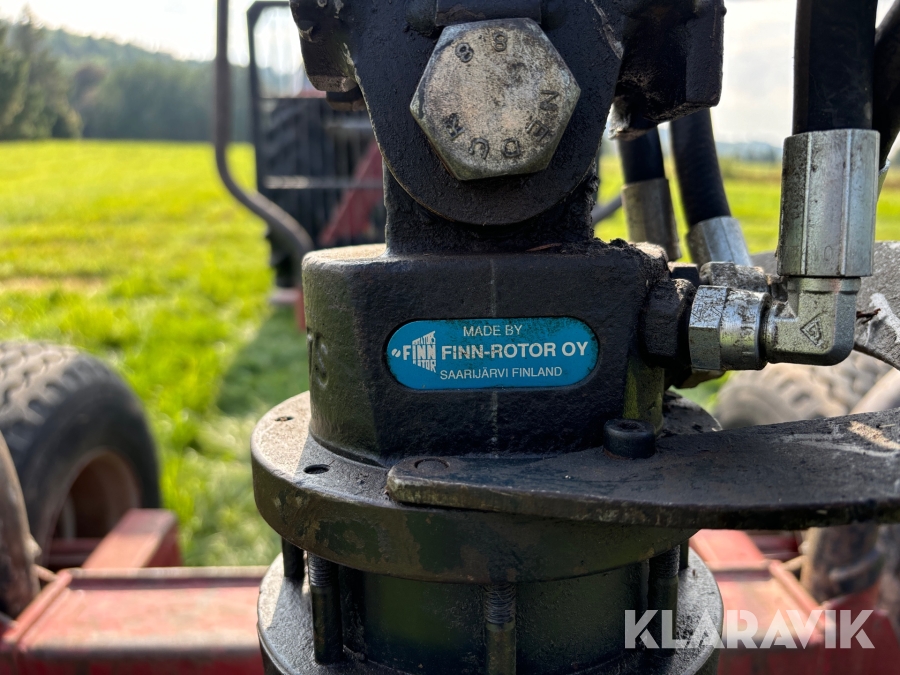 8.8
MADE BY
FINN
ROTOR
FINN-ROTOR OY
SAARIJÄRVI FINLAND
KLARAVIK